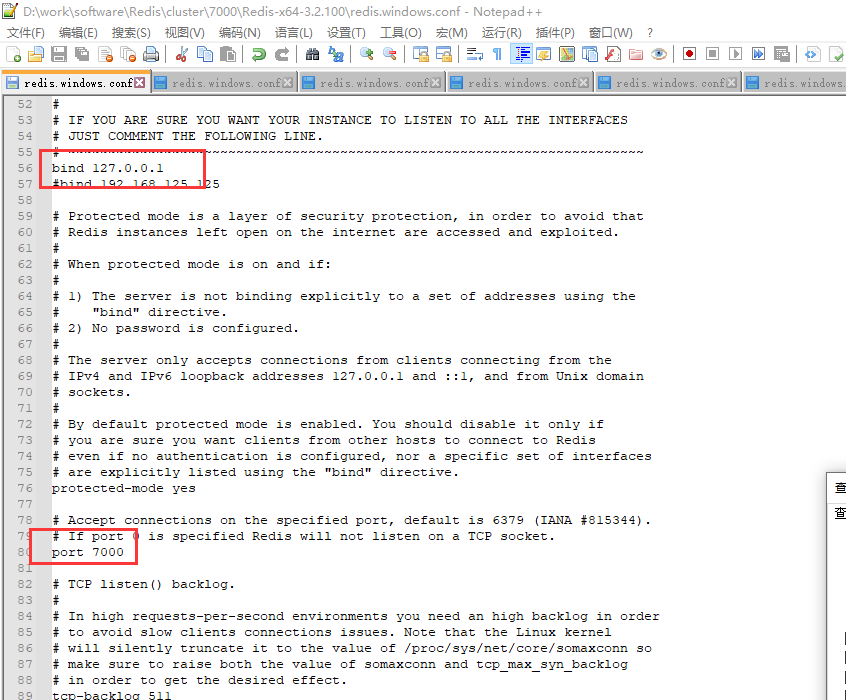 D:\work\software\Redis\cluster\7000\Redis-x64-3.2.100\redis.windows.conf - Notepad++
文件(F) 编辑(E) 搜索(S) 视图(V) 编码(N) 语言(L) 设置(T) 工具(O) 宏(M) 运行(R) 插件(P) 窗口(W) ?
redis.windows.conf redis.windows.conf redis.windows.conf redis.windows.conf redis.windows.conf redis.windows.
52 #
53 # IF YOU ARE SURE YOU WANT YOUR INSTANCE TO LISTEN TO ALL THE INTERFACES
54 # JUST COMMENT THE FOLLOWING LINE.
55 # ~~~~~~~~~~~~~~~~~~~~~~~~~~~~~~~~~~~~~~~~~~~~~~~~~~~~~~~~~~~~~~~~~~~~~~~~
56 bind 127.0.0.1
57 #bind 192.168.125.125
58
59 # Protected mode is a layer of security protection, in order to avoid that
60 # Redis instances left open on the internet are accessed and exploited.
61 #
62 # When protected mode is on and if:
63 #
64 # 1) The server is not binding explicitly to a set of addresses using the
65 #    "bind" directive.
66 # 2) No password is configured.
67 #
68 # The server only accepts connections from clients connecting from the
69 # IPv4 and IPv6 loopback addresses 127.0.0.1 and ::1, and from Unix domain
70 # sockets.
71 #
72 # By default protected mode is enabled. You should disable it only if
73 # you are sure you want clients from other hosts to connect to Redis
74 # even if no authentication is configured, nor a specific set of interfaces
75 # are explicitly listed using the "bind" directive.
76 protected-mode yes
77
78 # Accept connections on the specified port, default is 6379 (IANA #815344).
79 # If port 0 is specified Redis will not listen on a TCP socket.
80 port 7000
81
82 # TCP listen() backlog.
83 #
84 # In high requests-per-second environments you need an high backlog in order
85 # to avoid slow clients connections issues. Note that the Linux kernel
86 # will silently truncate it to the value of /proc/sys/net/core/somaxconn so
87 # make sure to raise both the value of somaxconn and tcp_max_syn_backlog
88 # in order to get the desired effect.
89 tcp-backlog 511
查
查